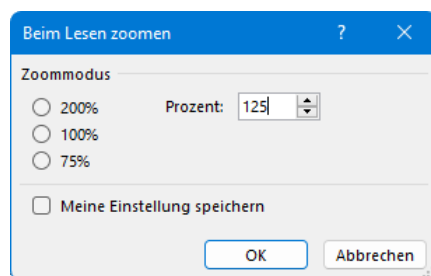 Beim Lesen zoomen ?
Zoommodus
200% Prozent: 125
100%
75%
Meine Einstellung speichern
OK Abbrechen